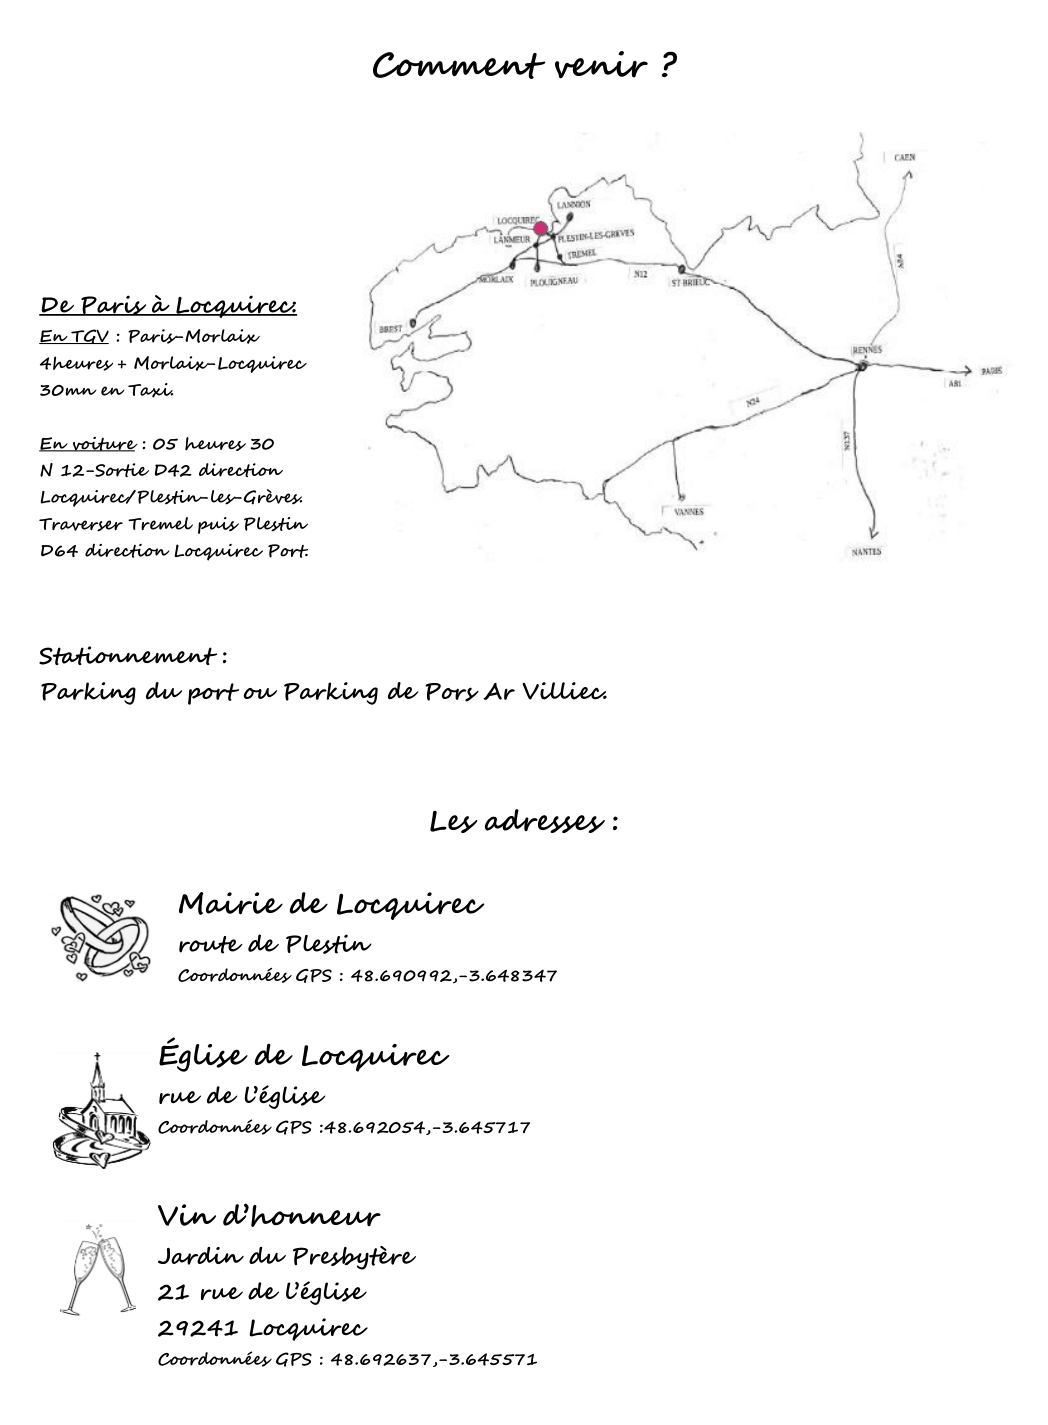 Comment venir ?
CAEN
LANNION
LOCQUIREC
LANMEUR
PLESTIN-LES-GRÈVES
TREMEL
MORLAIX
PLOUIGNEAU
N12
ST BRIEUC
A84
BREST
RENNES
PARIS
A81
N24
N137
VANNES
NANTES
De Paris à Locquirec:
En TGV : Paris-Morlaix
4heures + Morlaix-Locquirec
30mn en Taxi.
En voiture : 05 heures 30
N 12-Sortie D42 direction
Locquirec/Plestin-les-Grèves.
Traverser Tremel puis Plestin
D64 direction Locquirec Port.
Stationnement :
Parking du port ou Parking de Pors Ar Villiec.
Les adresses :
Mairie de Locquirec
route de Plestin
Coordonnées GPS : 48.690992,-3.648347
Église de Locquirec
rue de l'église
Coordonnées GPS :48.692054,-3.645717
Vin d'honneur
Jardin du Presbytère
21 rue de l'église
29241 Locquirec
Coordonnées GPS : 48.692637,-3.645571